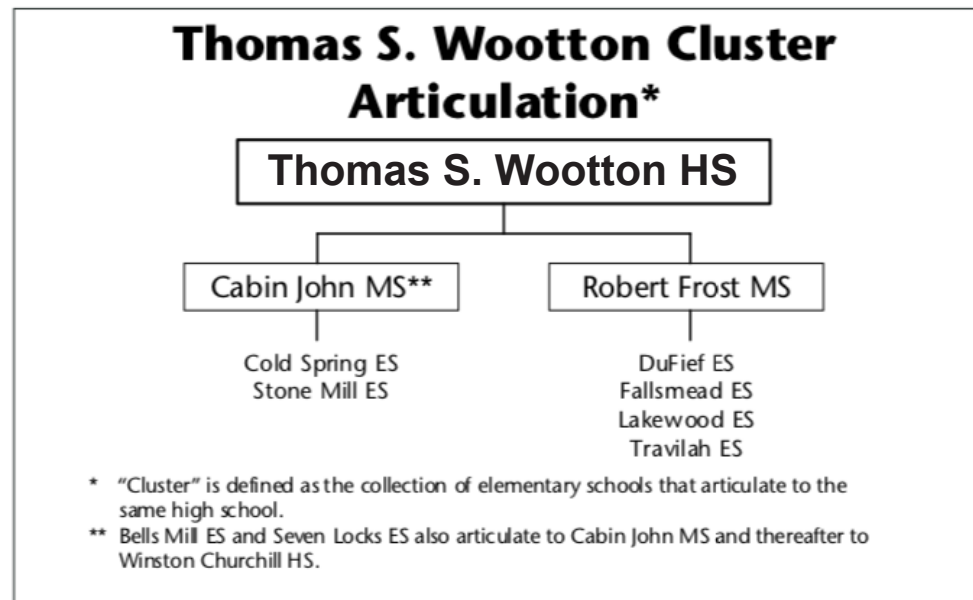 Thomas S. Wootton Cluster
Articulation*
Thomas S. Wootton HS
Cabin John MS**
Robert Frost MS
Cold Spring ES
Stone Mill ES
DuFief ES
Fallsmead ES
Lakewood ES
Travilah ES
* "Cluster" is defined as the collection of elementary schools that articulate to the
same high school.
** Bells Mill ES and Seven Locks ES also articulate to Cabin John MS and thereafter to
Winston Churchill HS.